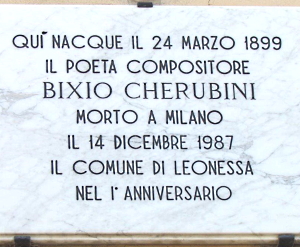 QUÌ NACQUE IL 24 MARZO 1899
IL POETA COMPOSITORE
BIXIO CHERUBINI
MORTO A MILANO
IL 14 DICEMBRE 1987
IL COMUNE DI LEONESSA
NEL 1° ANNIVERSARIO